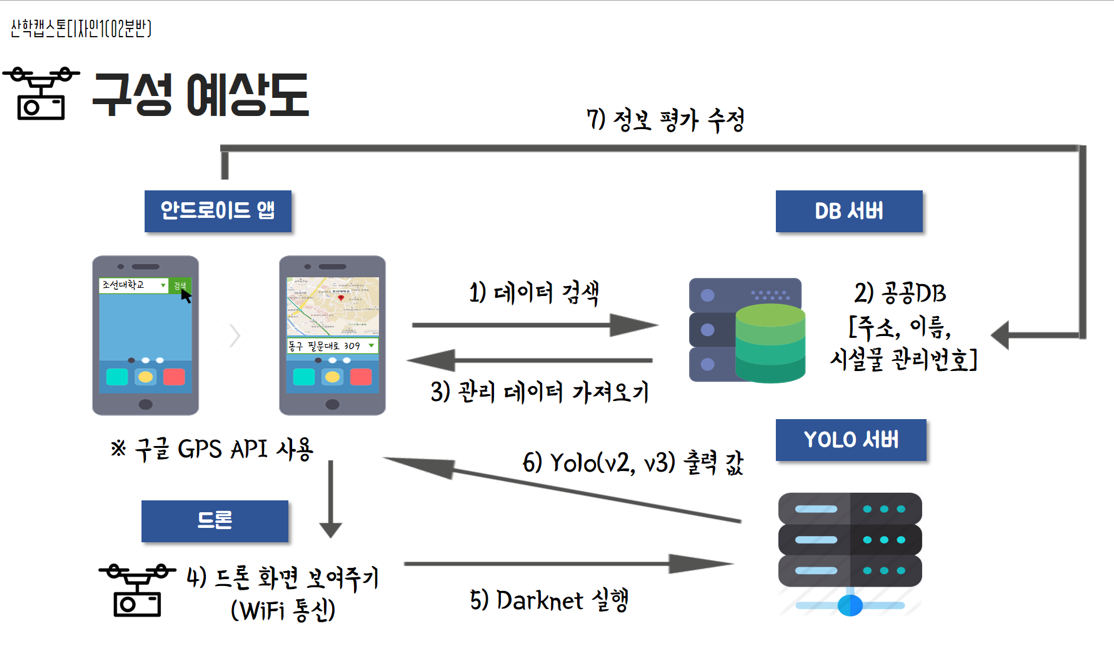 산학캡스톤디자인1(02분반)
구성 예상도
7) 정보 평가 수정
안드로이드 앱
DB 서버
조선대학교
검색
1) 데이터 검색
2) 공공DB
[주소, 이름,
시설물 관리번호]
동구 필문대로 309
3) 관리 데이터 가져오기
※ 구글 GPS API 사용
YOLO 서버
6) Yolo(v2, v3) 출력 값
드론
4) 드론 화면 보여주기
(WiFi 통신)
5) Darknet 실행